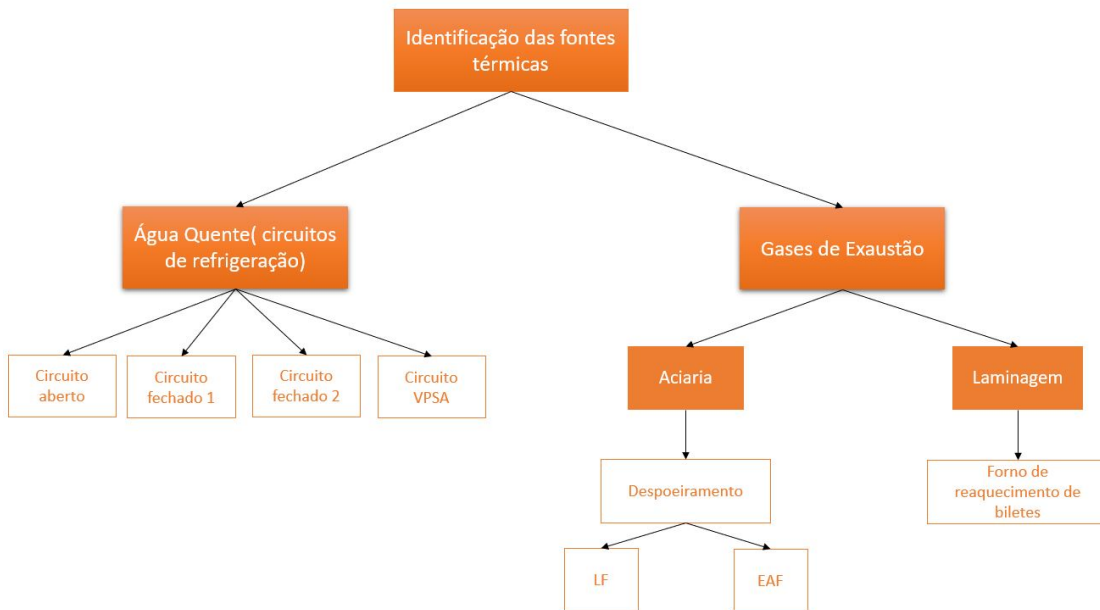 Identificação das fontes
térmicas
Água Quente( circuitos
de refrigeração)
Gases de Exaustão
Circuito
aberto
Circuito
fechado 1
Circuito
fechado 2
Circuito
VPSA
Aciaria
Laminagem
Despoeiramento
Forno de
reaquecimento de
biletes
LF
EAF